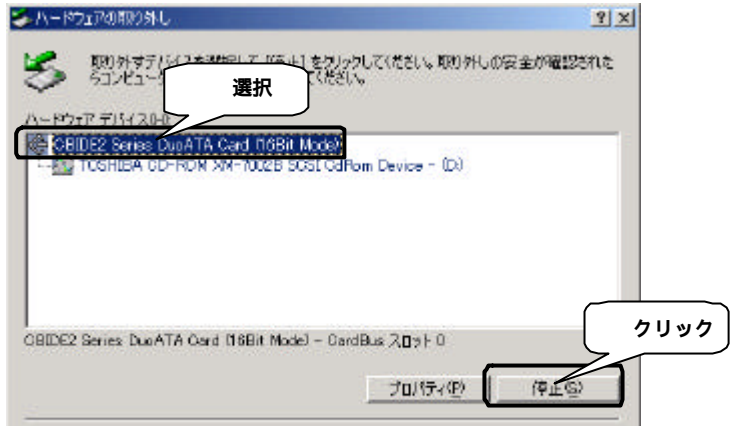 ハードウェアの取り外し
取り外すデバイスを選択して、[停止] をクリックしてください。取り外しの安全が確認された
らコンピュータ
てください。
選択
ハードウェア デバイス(H):
CBIDE2 Series DuoATA Card (16Bit Mode)
TOSHIBA CD-ROM XM-7002B SCSI CdRom Device - (D:)
CBIDE2 Series DuoATA Card (16Bit Mode) - CardBus スロット 0
クリック
プロパティ(P)
停止(S)